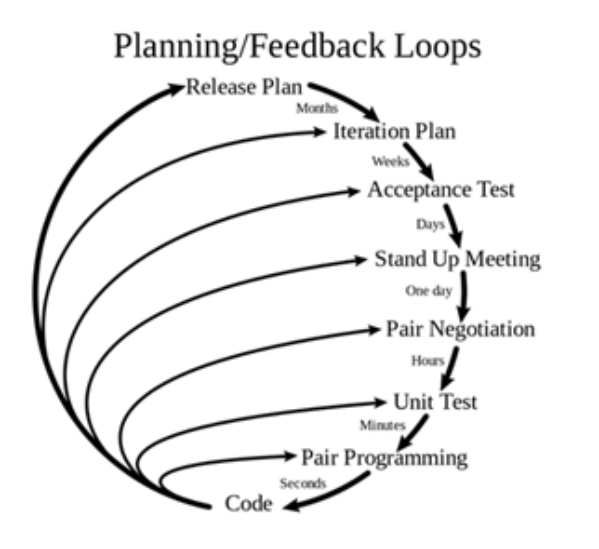 Planning/Feedback Loops
Release Plan
Months
Iteration Plan
Weeks
Acceptance Test
Days
Stand Up Meeting
One day
Pair Negotiation
Hours
Unit Test
Minutes
Pair Programming
Seconds
Code